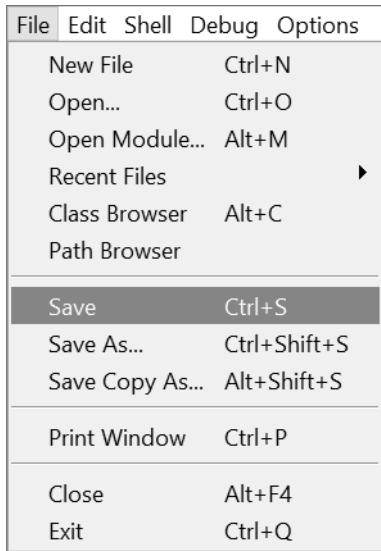 File Edit Shell Debug Options
New File Ctrl+N
Open... Ctrl+O
Open Module... Alt+M
Recent Files
Class Browser Alt+C
Path Browser
Save Ctrl+S
Save As... Ctrl+Shift+S
Save Copy As... Alt+Shift+S
Print Window Ctrl+P
Close Alt+F4
Exit Ctrl+Q